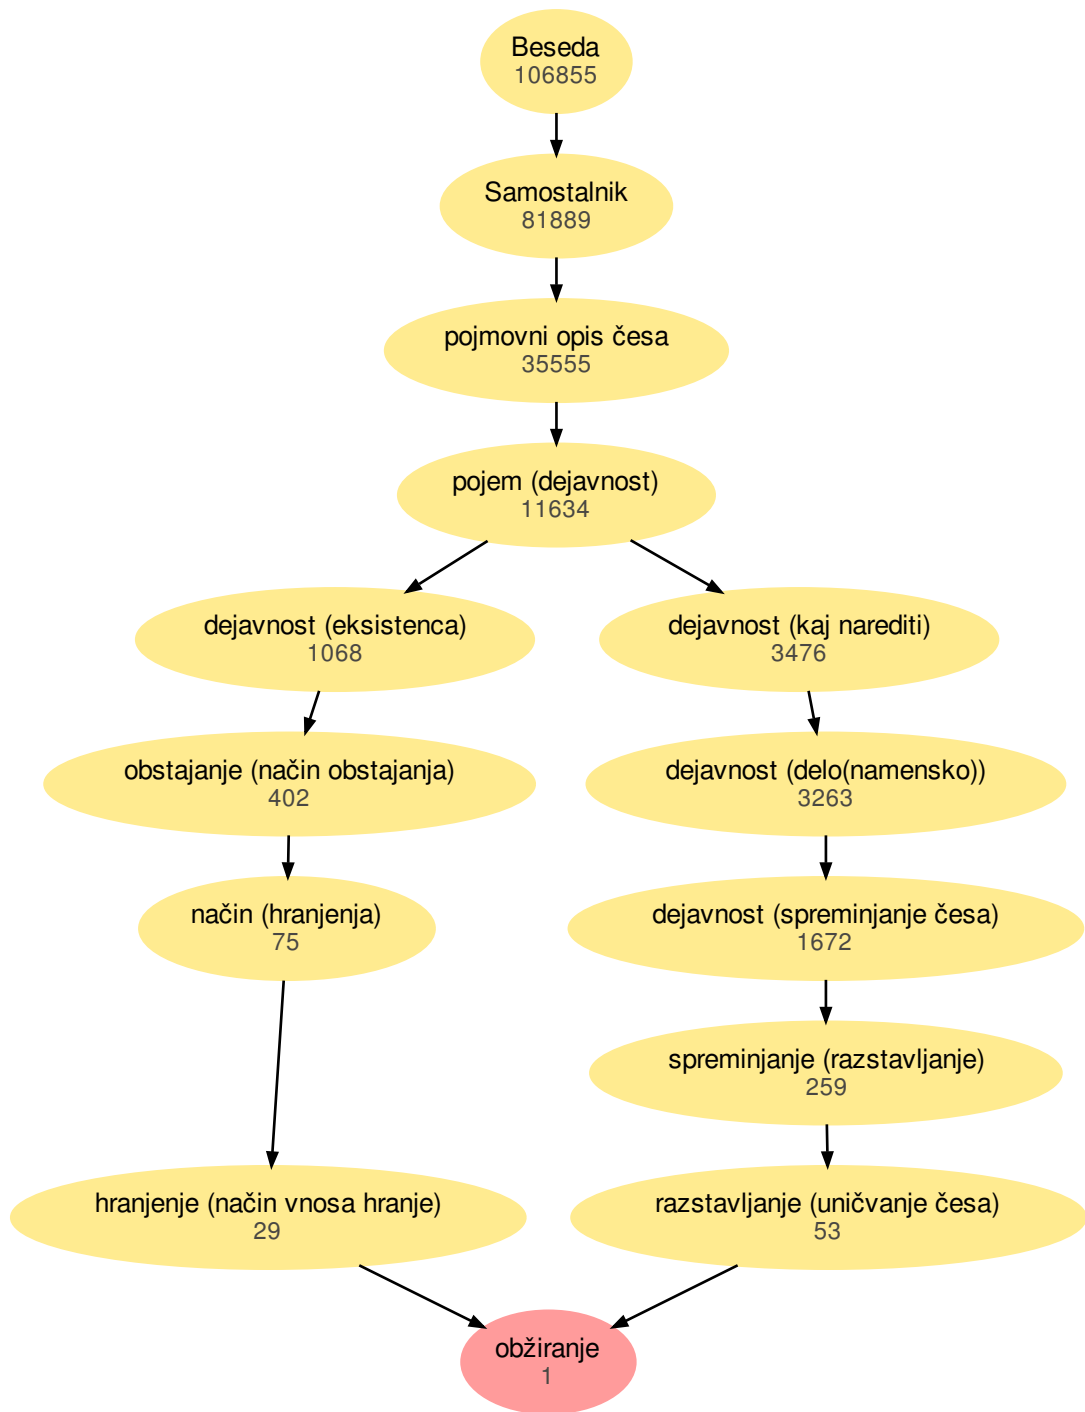 Beseda
106855
Samostalnik
81889
pojmovni opis česa
35555
pojem (dejavnost)
11634
dejavnost (eksistenca)
1068
dejavnost (kaj narediti)
3476
obstajanje (način obstajanja)
402
dejavnost (delo(namensko))
3263
način (hranjenja)
75
dejavnost (spreminjanje česa)
1672
spreminjanje (razstavljanje)
259
hranjenje (način vnosa hranje)
29
razstavljanje (uničvanje česa)
53
obžiranje
1